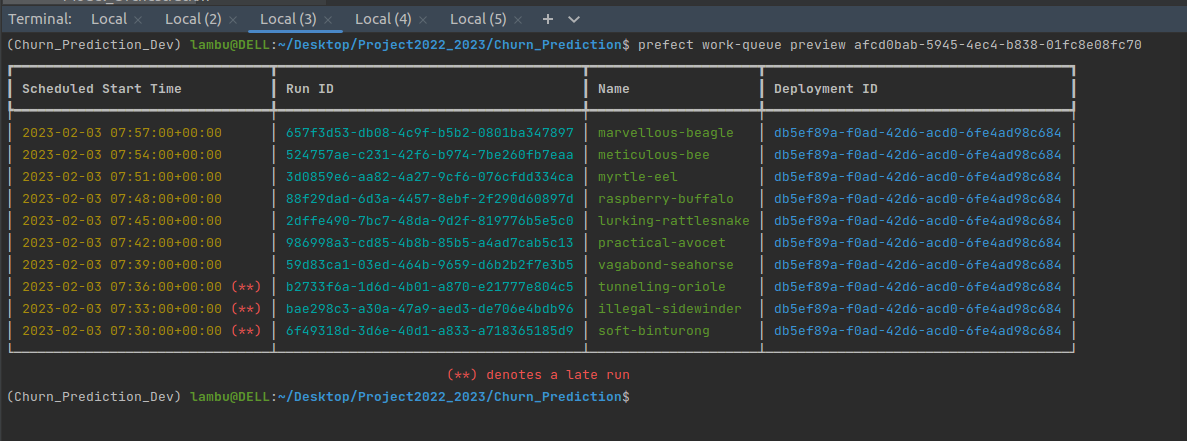 Terminal: Local × Local (2) × Local (3) × Local (4) × Local (5) × +
(Churn_Prediction_Dev) lambu@DELL:~/Desktop/Project2022_2023/Churn_Prediction$ prefect work-queue preview afcd0bab-5945-4ec4-b838-01fc8e08fc70
Scheduled Start Time Run ID Name Deployment ID
2023-02-03 07:57:00+00:00 657f3d53-db08-4c9f-b5b2-0801ba347897 marvellous-beagle db5ef89a-f0ad-42d6-acd0-6fe4ad98c684
2023-02-03 07:54:00+00:00 524757ae-c231-42f6-b974-7be260fb7eaa meticulous-bee db5ef89a-f0ad-42d6-acd0-6fe4ad98c684
2023-02-03 07:51:00+00:00 3d0859e6-aa82-4a27-9cf6-076cfdd334ca myrtle-eel db5ef89a-f0ad-42d6-acd0-6fe4ad98c684
2023-02-03 07:48:00+00:00 88f29dad-6d3a-4457-8ebf-2f290d60897d raspberry-buffalo db5ef89a-f0ad-42d6-acd0-6fe4ad98c684
2023-02-03 07:45:00+00:00 2dffe490-7bc7-48da-9d2f-819776b5e5c0 lurking-rattlesnake db5ef89a-f0ad-42d6-acd0-6fe4ad98c684
2023-02-03 07:42:00+00:00 986998a3-cd85-4b8b-85b5-a4ad7cab5c13 practical-avocet db5ef89a-f0ad-42d6-acd0-6fe4ad98c684
2023-02-03 07:39:00+00:00 59d83ca1-03ed-464b-9659-d6b2b2f7e3b5 vagabond-seahorse db5ef89a-f0ad-42d6-acd0-6fe4ad98c684
2023-02-03 07:36:00+00:00 (**) b2733f6a-1d6d-4b01-a870-e21777e804c5 tunneling-oriole db5ef89a-f0ad-42d6-acd0-6fe4ad98c684
2023-02-03 07:33:00+00:00 (**) bae298c3-a30a-47a9-aed3-de706e4bdb96 illegal-sidewinder db5ef89a-f0ad-42d6-acd0-6fe4ad98c684
2023-02-03 07:30:00+00:00 (**) 6f49318d-3d6e-40d1-a833-a718365185d9 soft-binturong db5ef89a-f0ad-42d6-acd0-6fe4ad98c684
(**) denotes a late run
(Churn_Prediction_Dev) lambu@DELL:~/Desktop/Project2022_2023/Churn_Prediction$